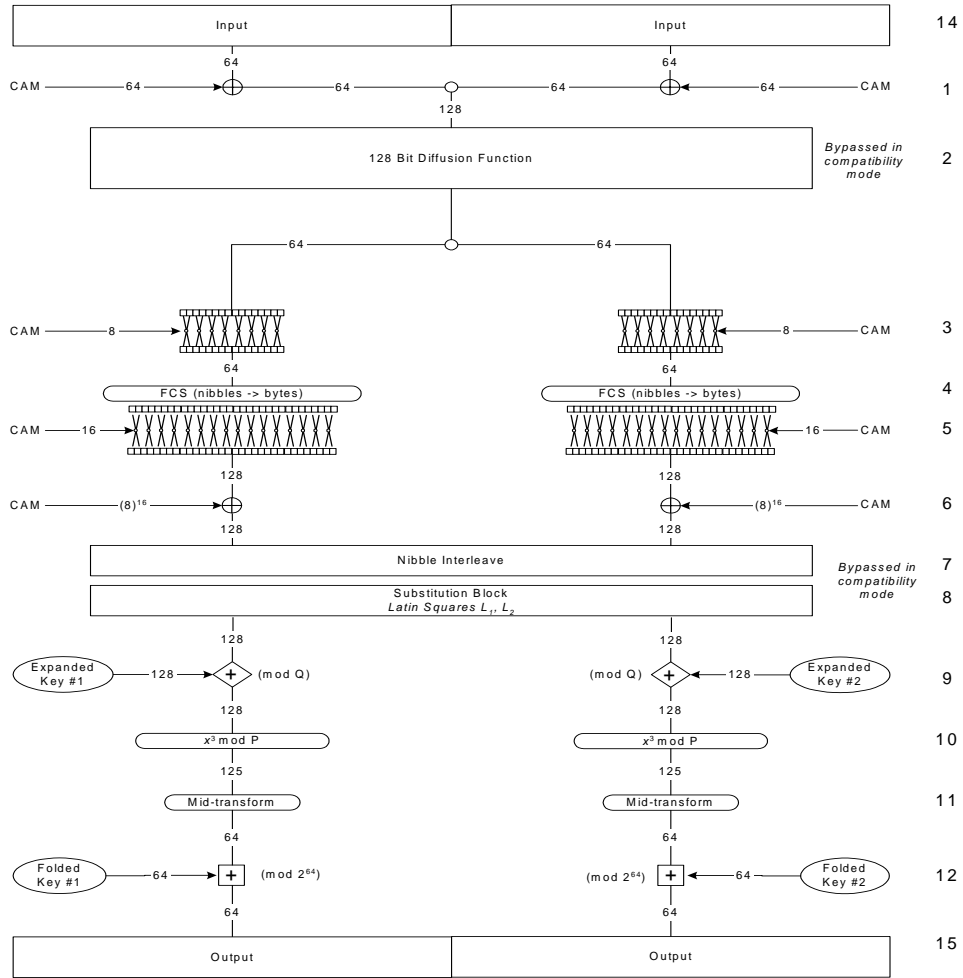 Input Input 14
64 64
CAM 64 64 64 64 CAM 1
128
128 Bit Diffusion Function
Bypassed in
compatibility
mode
2
64 64
CAM 8 8 CAM 3
64 64
FCS (nibbles -> bytes) FCS (nibbles -> bytes) 4
CAM 16 16 CAM 5
128 128
CAM (8)¹⁶ (8)¹⁶ CAM 6
128 128
Nibble Interleave 7
Bypassed in
compatibility
mode
Substitution Block
Latin Squares L₁, L₂
8
128 128
Expanded
Key #1
128 + (mod Q) (mod Q) + 128
Expanded
Key #2
9
128 128
x³ mod P x³ mod P 10
125 125
Mid-transform Mid-transform 11
64 64
Folded
Key #1
64 + (mod 2⁶⁴) (mod 2⁶⁴) + 64
Folded
Key #2
12
64 64
Output Output 15